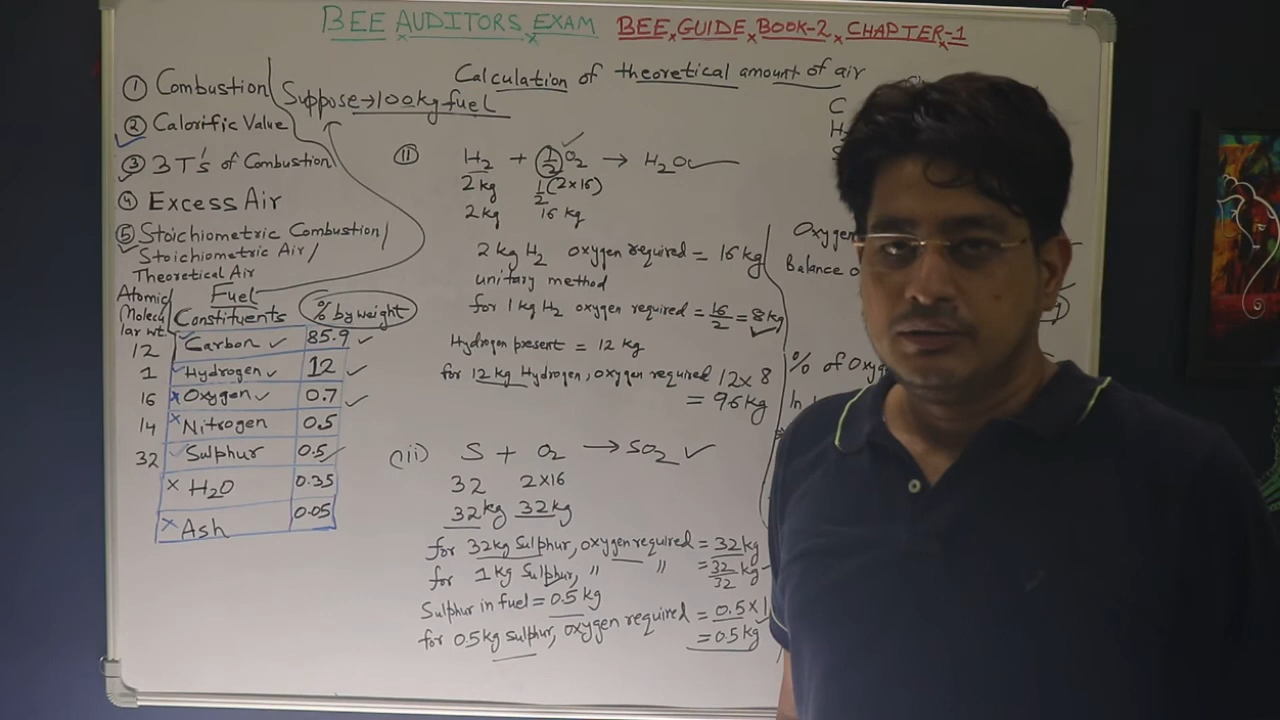 BEE AUDITORS EXAM BEE GUIDE BOOK-2 CHAPTER-1
Calculation of theoretical amount of air
① Combustion
② Calorific Value
③ 3 T's of Combustion
④ Excess Air
⑤ Stoichiometric Combustion/
Stoichiometric Air/
Theoretical Air
Suppose → 100kg fuel
Fuel
Atomic/
Molecu
lar wt.
Constituents % by weight
12 Carbon 85.9
1 Hydrogen 12
16 Oxygen 0.7
14 Nitrogen 0.5
32 Sulphur 0.5
H2O 0.35
Ash 0.05
(ii) H2 + 1/2 O2 → H2O
2 kg 1/2 (2×16)
2 kg 16 kg
2 kg H2 oxygen required = 16 kg
unitary method
for 1 kg H2 oxygen required = 16/2 = 8 kg
Hydrogen present = 12 kg
for 12 kg Hydrogen, oxygen required 12 × 8
= 96 kg
(iii) S + O2 → SO2
32 2×16
32 kg 32 kg
for 32 kg Sulphur, oxygen required = 32 kg
for 1 kg Sulphur, " " = 32/32 kg
Sulphur in fuel = 0.5 kg
for 0.5 kg sulphur, oxygen required = 0.5 × 1
= 0.5 kg
C
Oxygen
Balance
% of